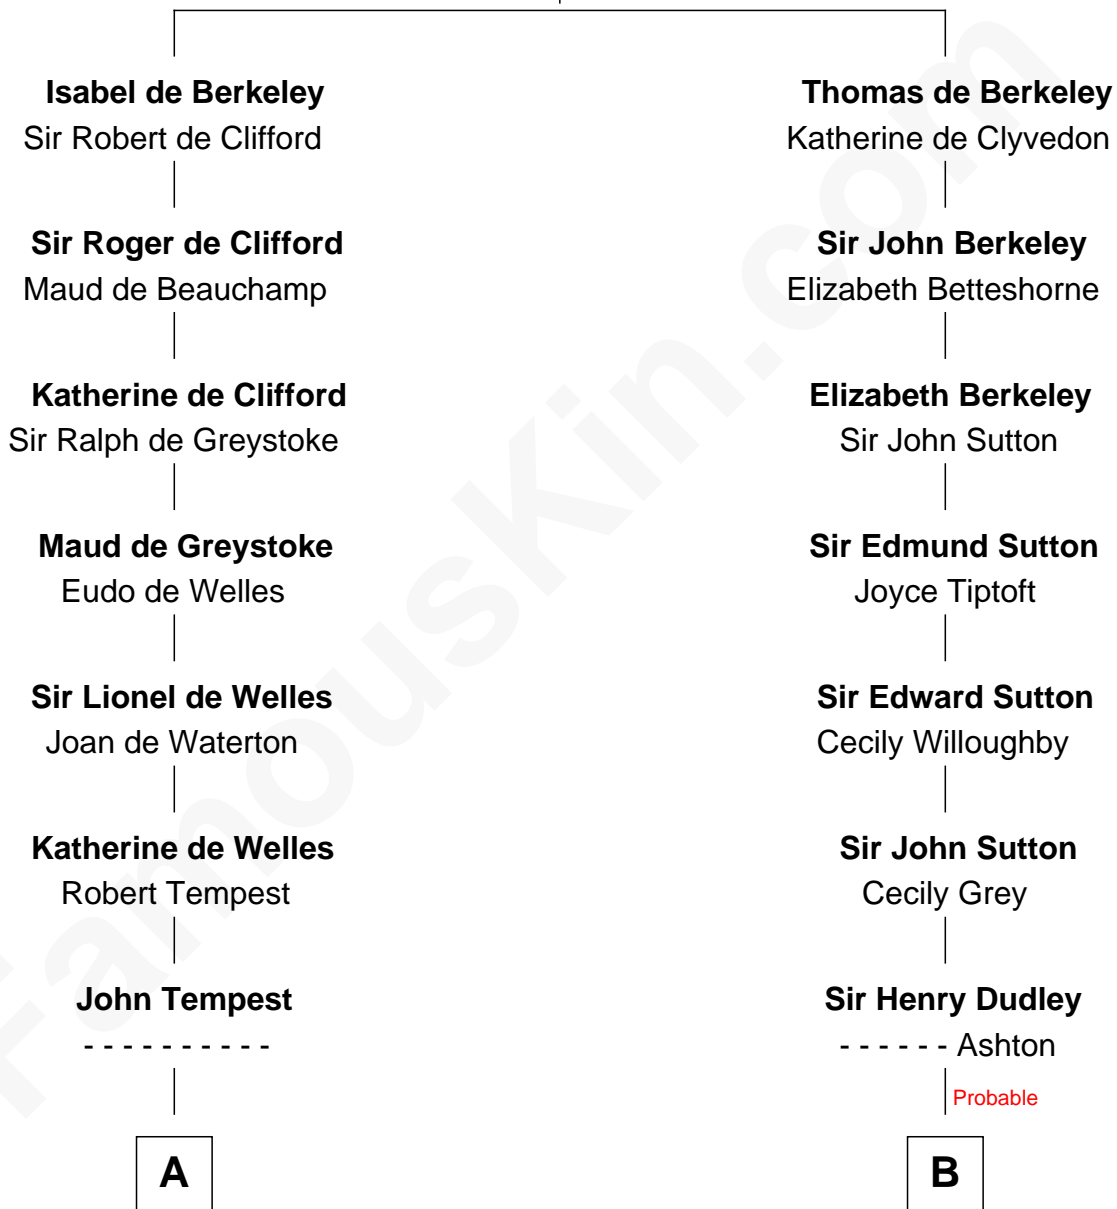 Isabel de Berkeley
Sir Robert de Clifford
Sir Roger de Clifford
Maud de Beauchamp
Katherine de Clifford
Sir Ralph de Greystoke
Maud de Greystoke
Eudo de Welles
Sir Lionel de Welles
Joan de Waterton
Katherine de Welles
Robert Tempest
John Tempest
- - - - - - - - - -
A
Thomas de Berkeley
Katherine de Clyvedon
Sir John Berkeley
Elizabeth Betteshorne
Elizabeth Berkeley
Sir John Sutton
Sir Edmund Sutton
Joyce Tiptoft
Sir Edward Sutton
Cecily Willoughby
Sir John Sutton
Cecily Grey
Sir Henry Dudley
- - - - - - Ashton
Probable
B
FamousKin.com